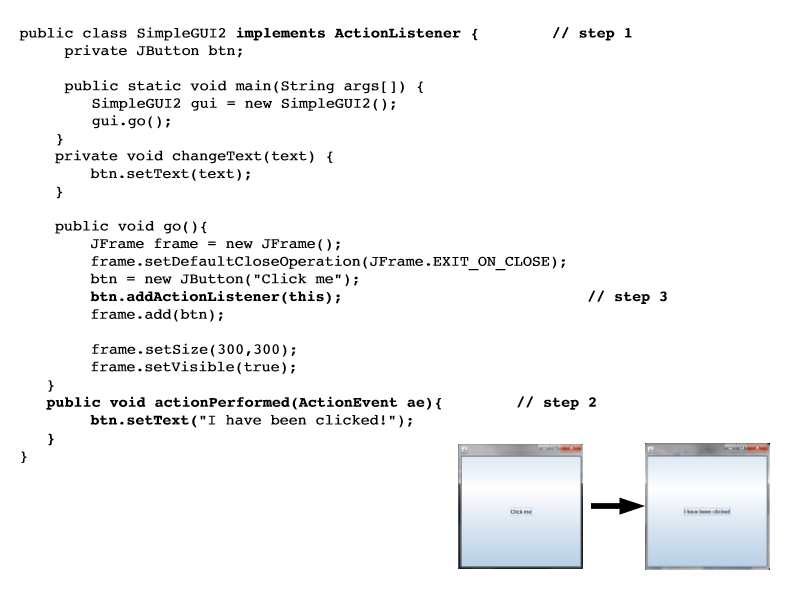 public class SimpleGUI2 implements ActionListener { // step 1
private JButton btn;
public static void main(String args[]) {
SimpleGUI2 gui = new SimpleGUI2();
gui.go();
}
private void changeText(text) {
btn.setText(text);
}
public void go(){
JFrame frame = new JFrame();
frame.setDefaultCloseOperation(JFrame.EXIT_ON_CLOSE);
btn = new JButton("Click me");
btn.addActionListener(this); // step 3
frame.add(btn);
frame.setSize(300,300);
frame.setVisible(true);
}
public void actionPerformed(ActionEvent ae){ // step 2
btn.setText("I have been clicked!");
}
}
Click me
I have been clicked